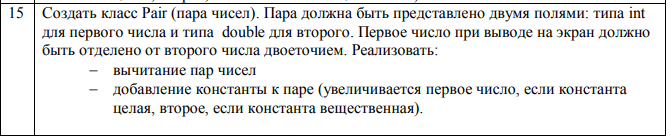 15 Создать класс Pair (пара чисел). Пара должна быть представлено двумя полями: типа int
для первого числа и типа double для второго. Первое число при выводе на экран должно
быть отделено от второго числа двоеточием. Реализовать:
– вычитание пар чисел
– добавление константы к паре (увеличивается первое число, если константа
целая, второе, если константа вещественная).